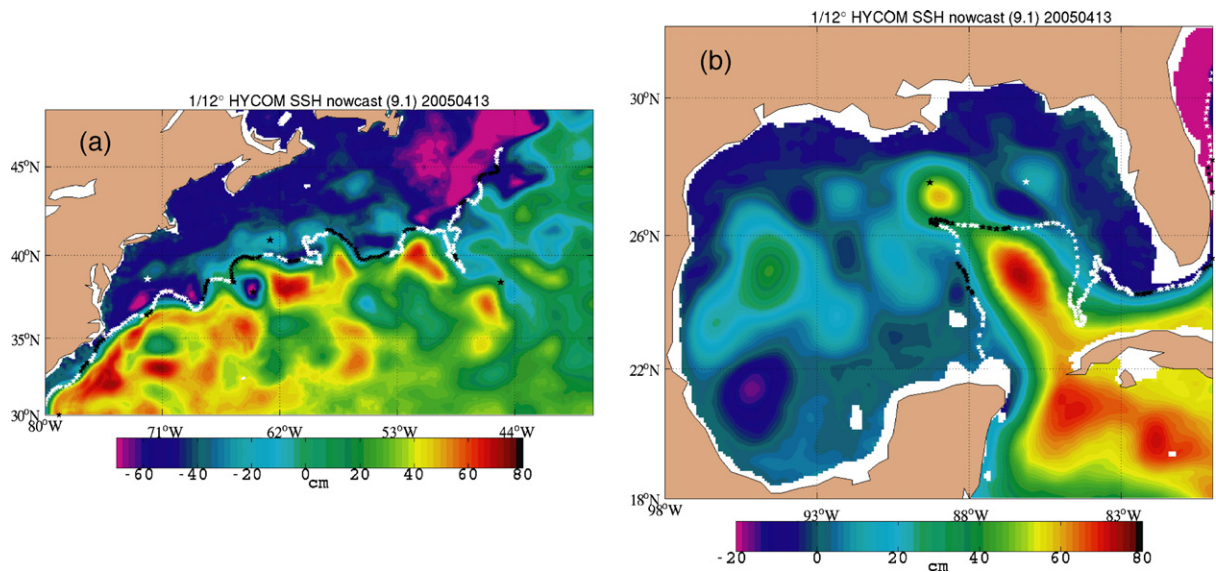 1/12° HYCOM SSH nowcast (9.1) 20050413
(a)
45°N
40°N
35°N
30°N
80°W 71°W 62°W 53°W 44°W
-60 -40 -20 0 20 40 60 80
cm
1/12° HYCOM SSH nowcast (9.1) 20050413
(b)
30°N
26°N
22°N
18°N
98°W 93°W 88°W 83°W
-20 0 20 40 60 80
cm